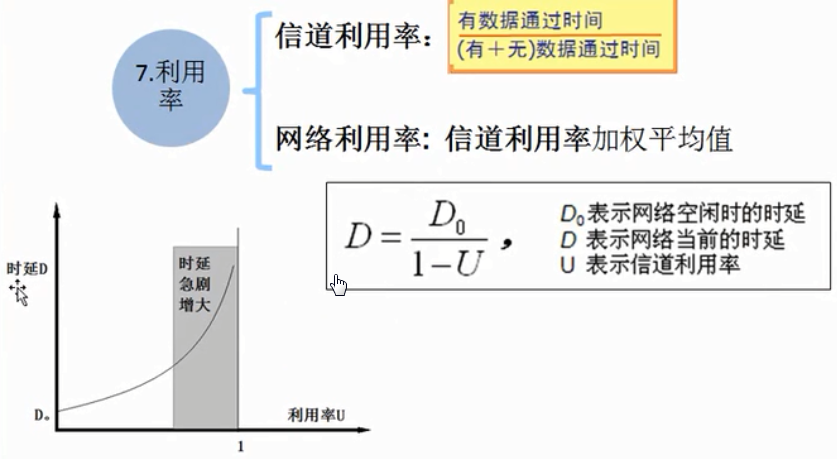 7.利用
率
信道利用率：
有数据通过时间
(有＋无)数据通过时间
网络利用率: 信道利用率加权平均值
D = D₀ / 1−U ，
D₀表示网络空闲时的时延
D 表示网络当前的时延
U 表示信道利用率
时延D
时延
急剧
增大
D。
利用率U
1